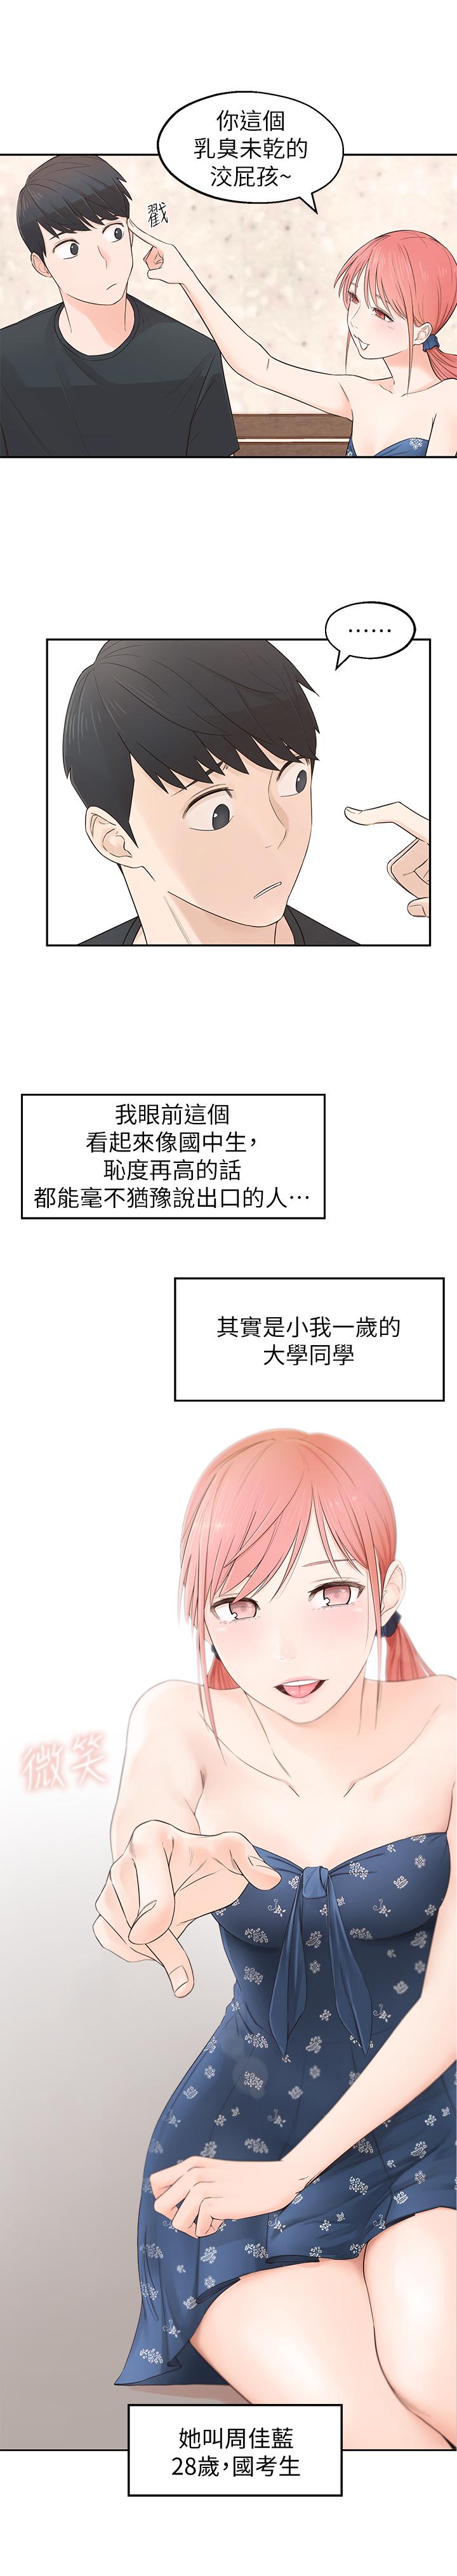 你這個
乳臭未乾的
洨屁孩~
戳
……
我眼前這個
看起來像國中生,
恥度再高的話
都能毫不猶豫說出口的人…
其實是小我一歲的
大學同學
微笑
她叫周佳藍
28歲,國考生